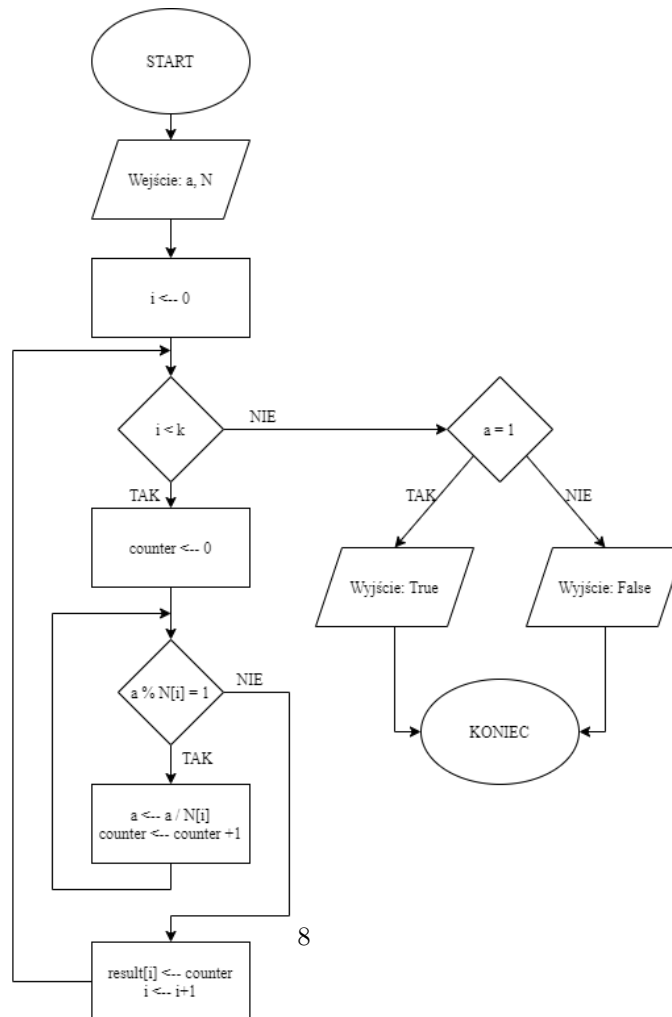 START
Wejście: a, N
i <-- 0
i < k
NIE
a = 1
TAK
TAK
NIE
counter <-- 0
Wyjście: True
Wyjście: False
a % N[i] = 1
NIE
KONIEC
TAK
a <-- a / N[i]
counter <-- counter +1
8
result[i] <-- counter
i <-- i+1